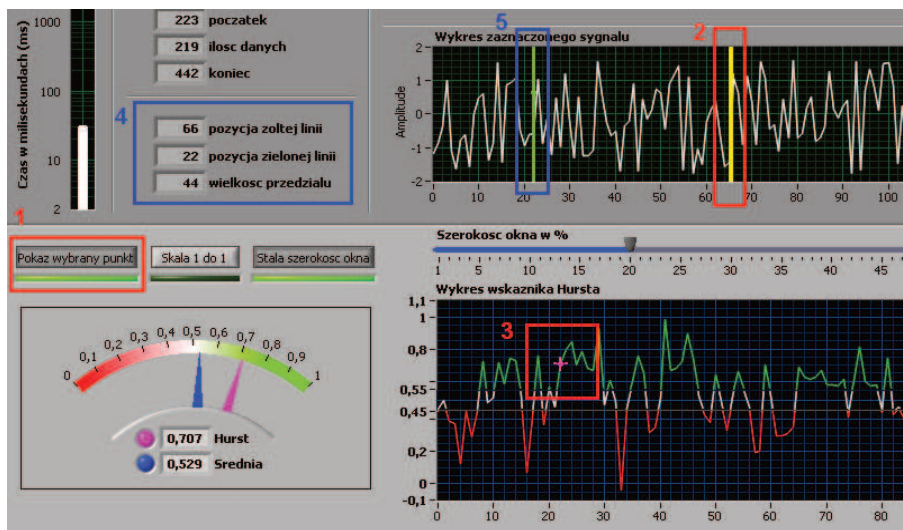 Czas w milisekundach (ms)
1000
100
10
2
223 poczatek
219 ilosc danych
442 koniec
4
66 pozycja zoltej linii
22 pozycja zielonej linii
44 wielkosc przedzialu
5
2
Wykres zaznaczonego sygnalu
Amplitude
2
1
0
-1
-2
0 10 20 30 40 50 60 70 80 90 100
1
Pokaz wybrany punkt
Skala 1 do 1
Stala szerokosc okna
Szerokosc okna w %
1 5 10 15 20 25 30 35 40 45
0 0,1 0,2 0,3 0,4 0,5 0,6 0,7 0,8 0,9 1
0,707 Hurst
0,529 Srednia
Wykres wskaznika Hursta
3
1,1
1
0,8
0,55
0,45
0,2
0
-0,1
0 10 20 30 40 50 60 70 80